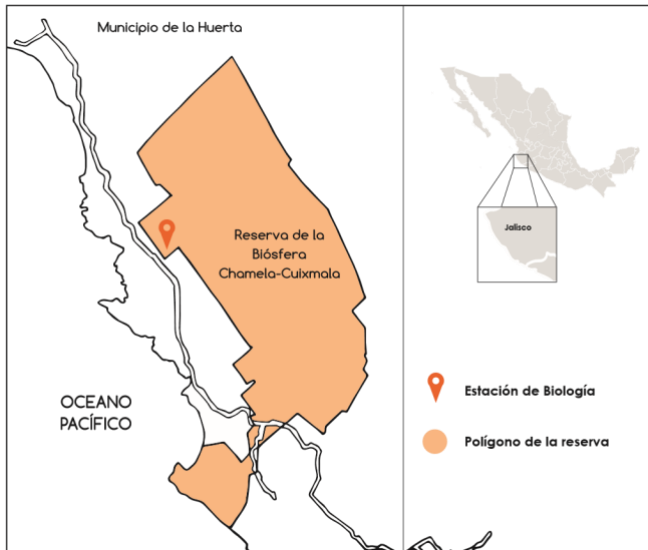 Municipio de la Huerta
Reserva de la
Biósfera
Chamela-Cuixmala
OCEANO
PACÍFICO
Jalisco
Estación de Biología
Polígono de la reserva